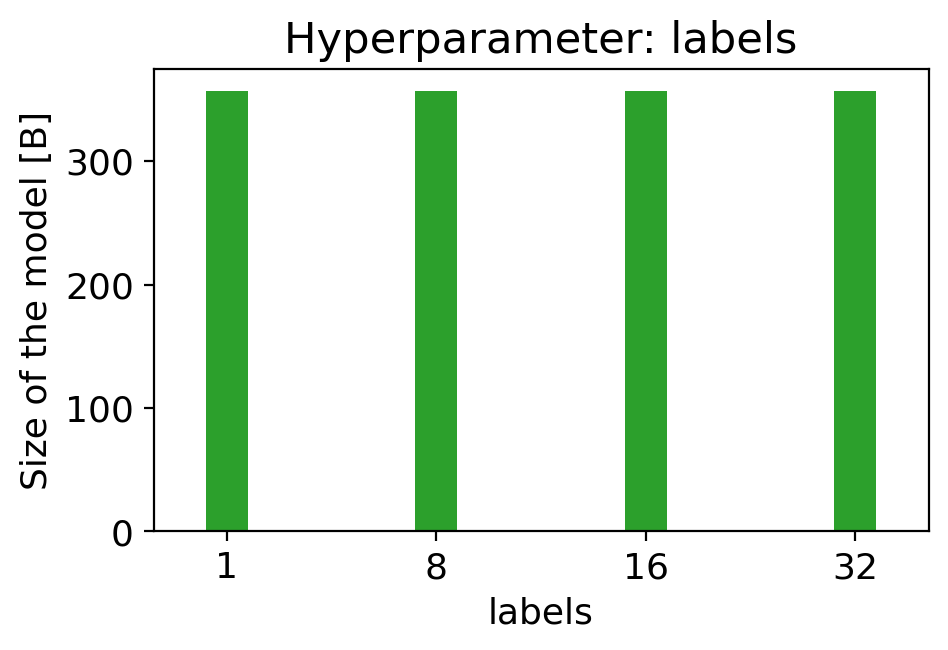 Hyperparameter: labels
Size of the model [B]
300
200
100
0
1 8 16 32
labels